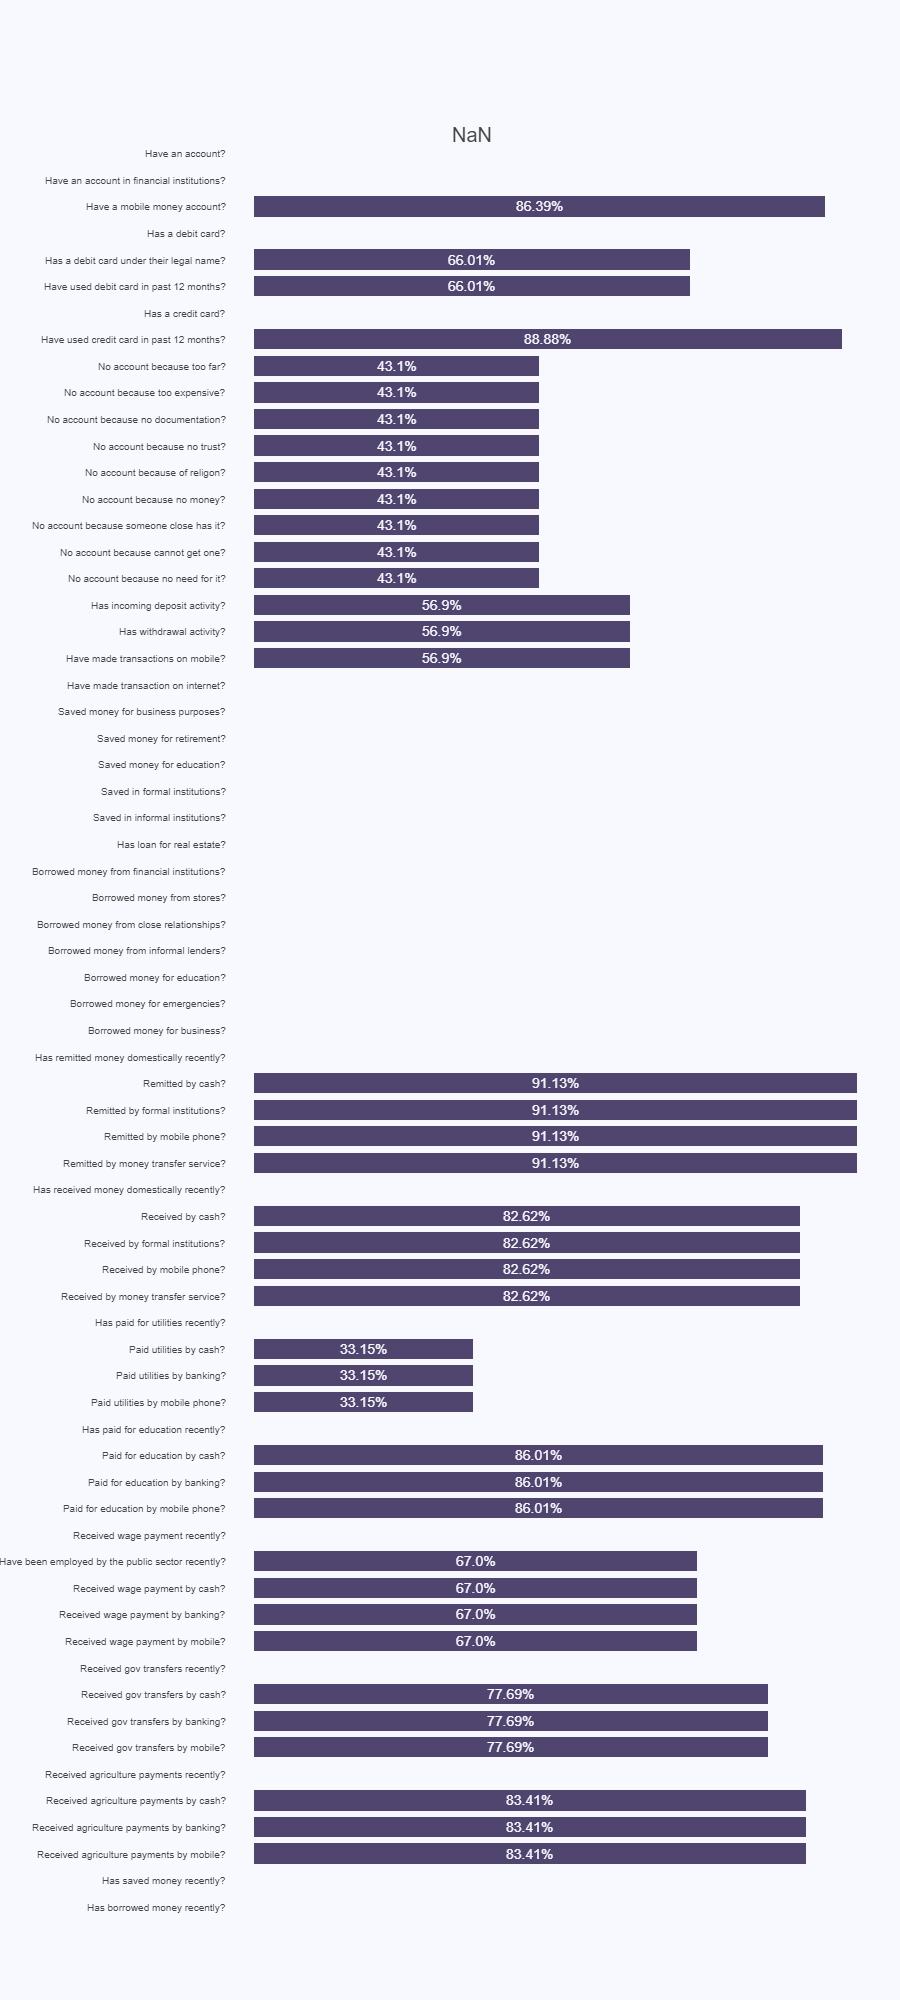 NaN
Have an account?
Have an account in financial institutions?
Have a mobile money account? 86.39%
Has a debit card?
Has a debit card under their legal name? 66.01%
Have used debit card in past 12 months? 66.01%
Has a credit card?
Have used credit card in past 12 months? 88.88%
No account because too far? 43.1%
No account because too expensive? 43.1%
No account because no documentation? 43.1%
No account because no trust? 43.1%
No account because of religon? 43.1%
No account because no money? 43.1%
No account because someone close has it? 43.1%
No account because cannot get one? 43.1%
No account because no need for it? 43.1%
Has incoming deposit activity? 56.9%
Has withdrawal activity? 56.9%
Have made transactions on mobile? 56.9%
Have made transaction on internet?
Saved money for business purposes?
Saved money for retirement?
Saved money for education?
Saved in formal institutions?
Saved in informal institutions?
Has loan for real estate?
Borrowed money from financial institutions?
Borrowed money from stores?
Borrowed money from close relationships?
Borrowed money from informal lenders?
Borrowed money for education?
Borrowed money for emergencies?
Borrowed money for business?
Has remitted money domestically recently?
Remitted by cash? 91.13%
Remitted by formal institutions? 91.13%
Remitted by mobile phone? 91.13%
Remitted by money transfer service? 91.13%
Has received money domestically recently?
Received by cash? 82.62%
Received by formal institutions? 82.62%
Received by mobile phone? 82.62%
Received by money transfer service? 82.62%
Has paid for utilities recently?
Paid utilities by cash? 33.15%
Paid utilities by banking? 33.15%
Paid utilities by mobile phone? 33.15%
Has paid for education recently?
Paid for education by cash? 86.01%
Paid for education by banking? 86.01%
Paid for education by mobile phone? 86.01%
Received wage payment recently?
Have been employed by the public sector recently? 67.0%
Received wage payment by cash? 67.0%
Received wage payment by banking? 67.0%
Received wage payment by mobile? 67.0%
Received gov transfers recently?
Received gov transfers by cash? 77.69%
Received gov transfers by banking? 77.69%
Received gov transfers by mobile? 77.69%
Received agriculture payments recently?
Received agriculture payments by cash? 83.41%
Received agriculture payments by banking? 83.41%
Received agriculture payments by mobile? 83.41%
Has saved money recently?
Has borrowed money recently?